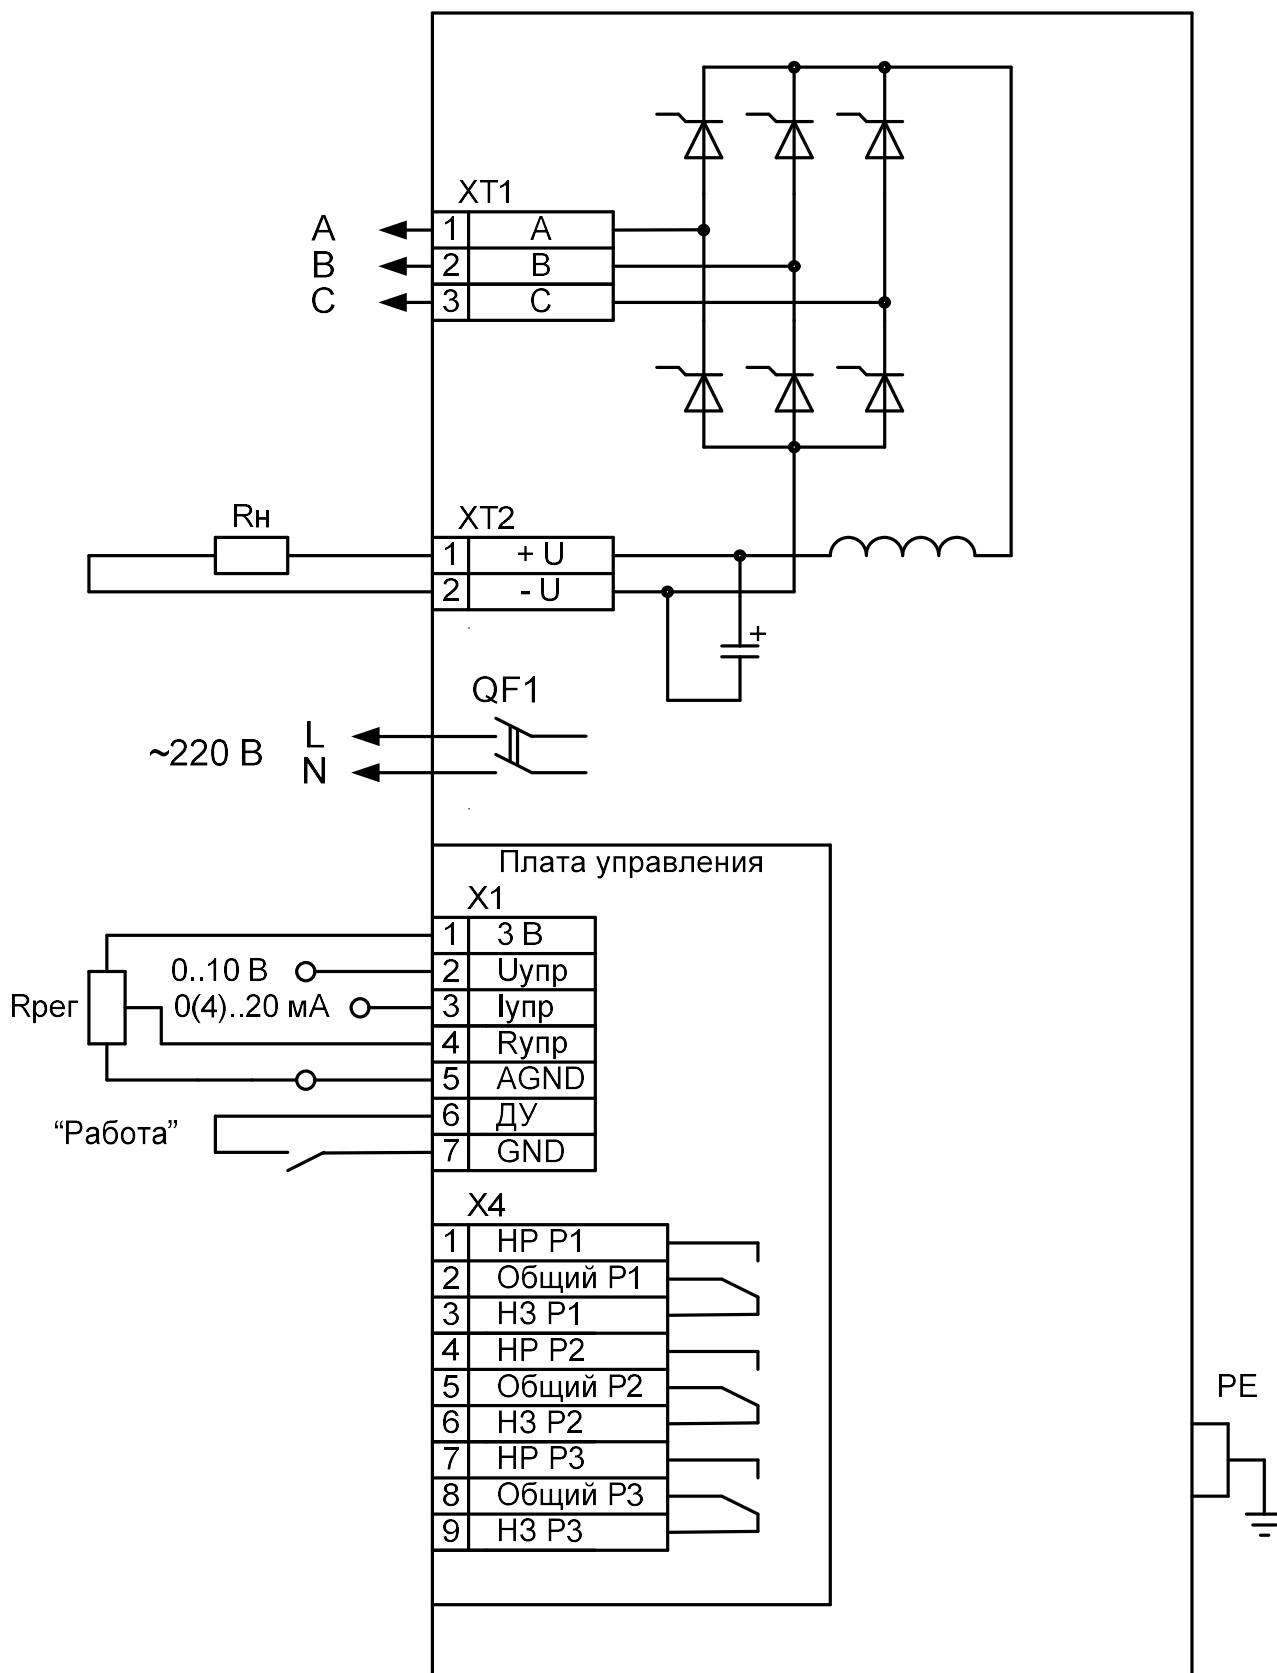 XT1
A 1 A
B 2 B
C 3 C
Rн
XT2
1 + U
2 - U
+
QF1
~220 В
L
N
Плата управления
X1
1 3 В
0..10 В 2 Uупр
Rрег 0(4)..20 мА 3 Iупр
4 Rупр
5 AGND
“Работа” 6 ДУ
7 GND
X4
1 НР Р1
2 Общий Р1
3 НЗ Р1
4 НР Р2
5 Общий Р2
6 НЗ Р2
7 НР Р3
8 Общий Р3
9 НЗ Р3
PE